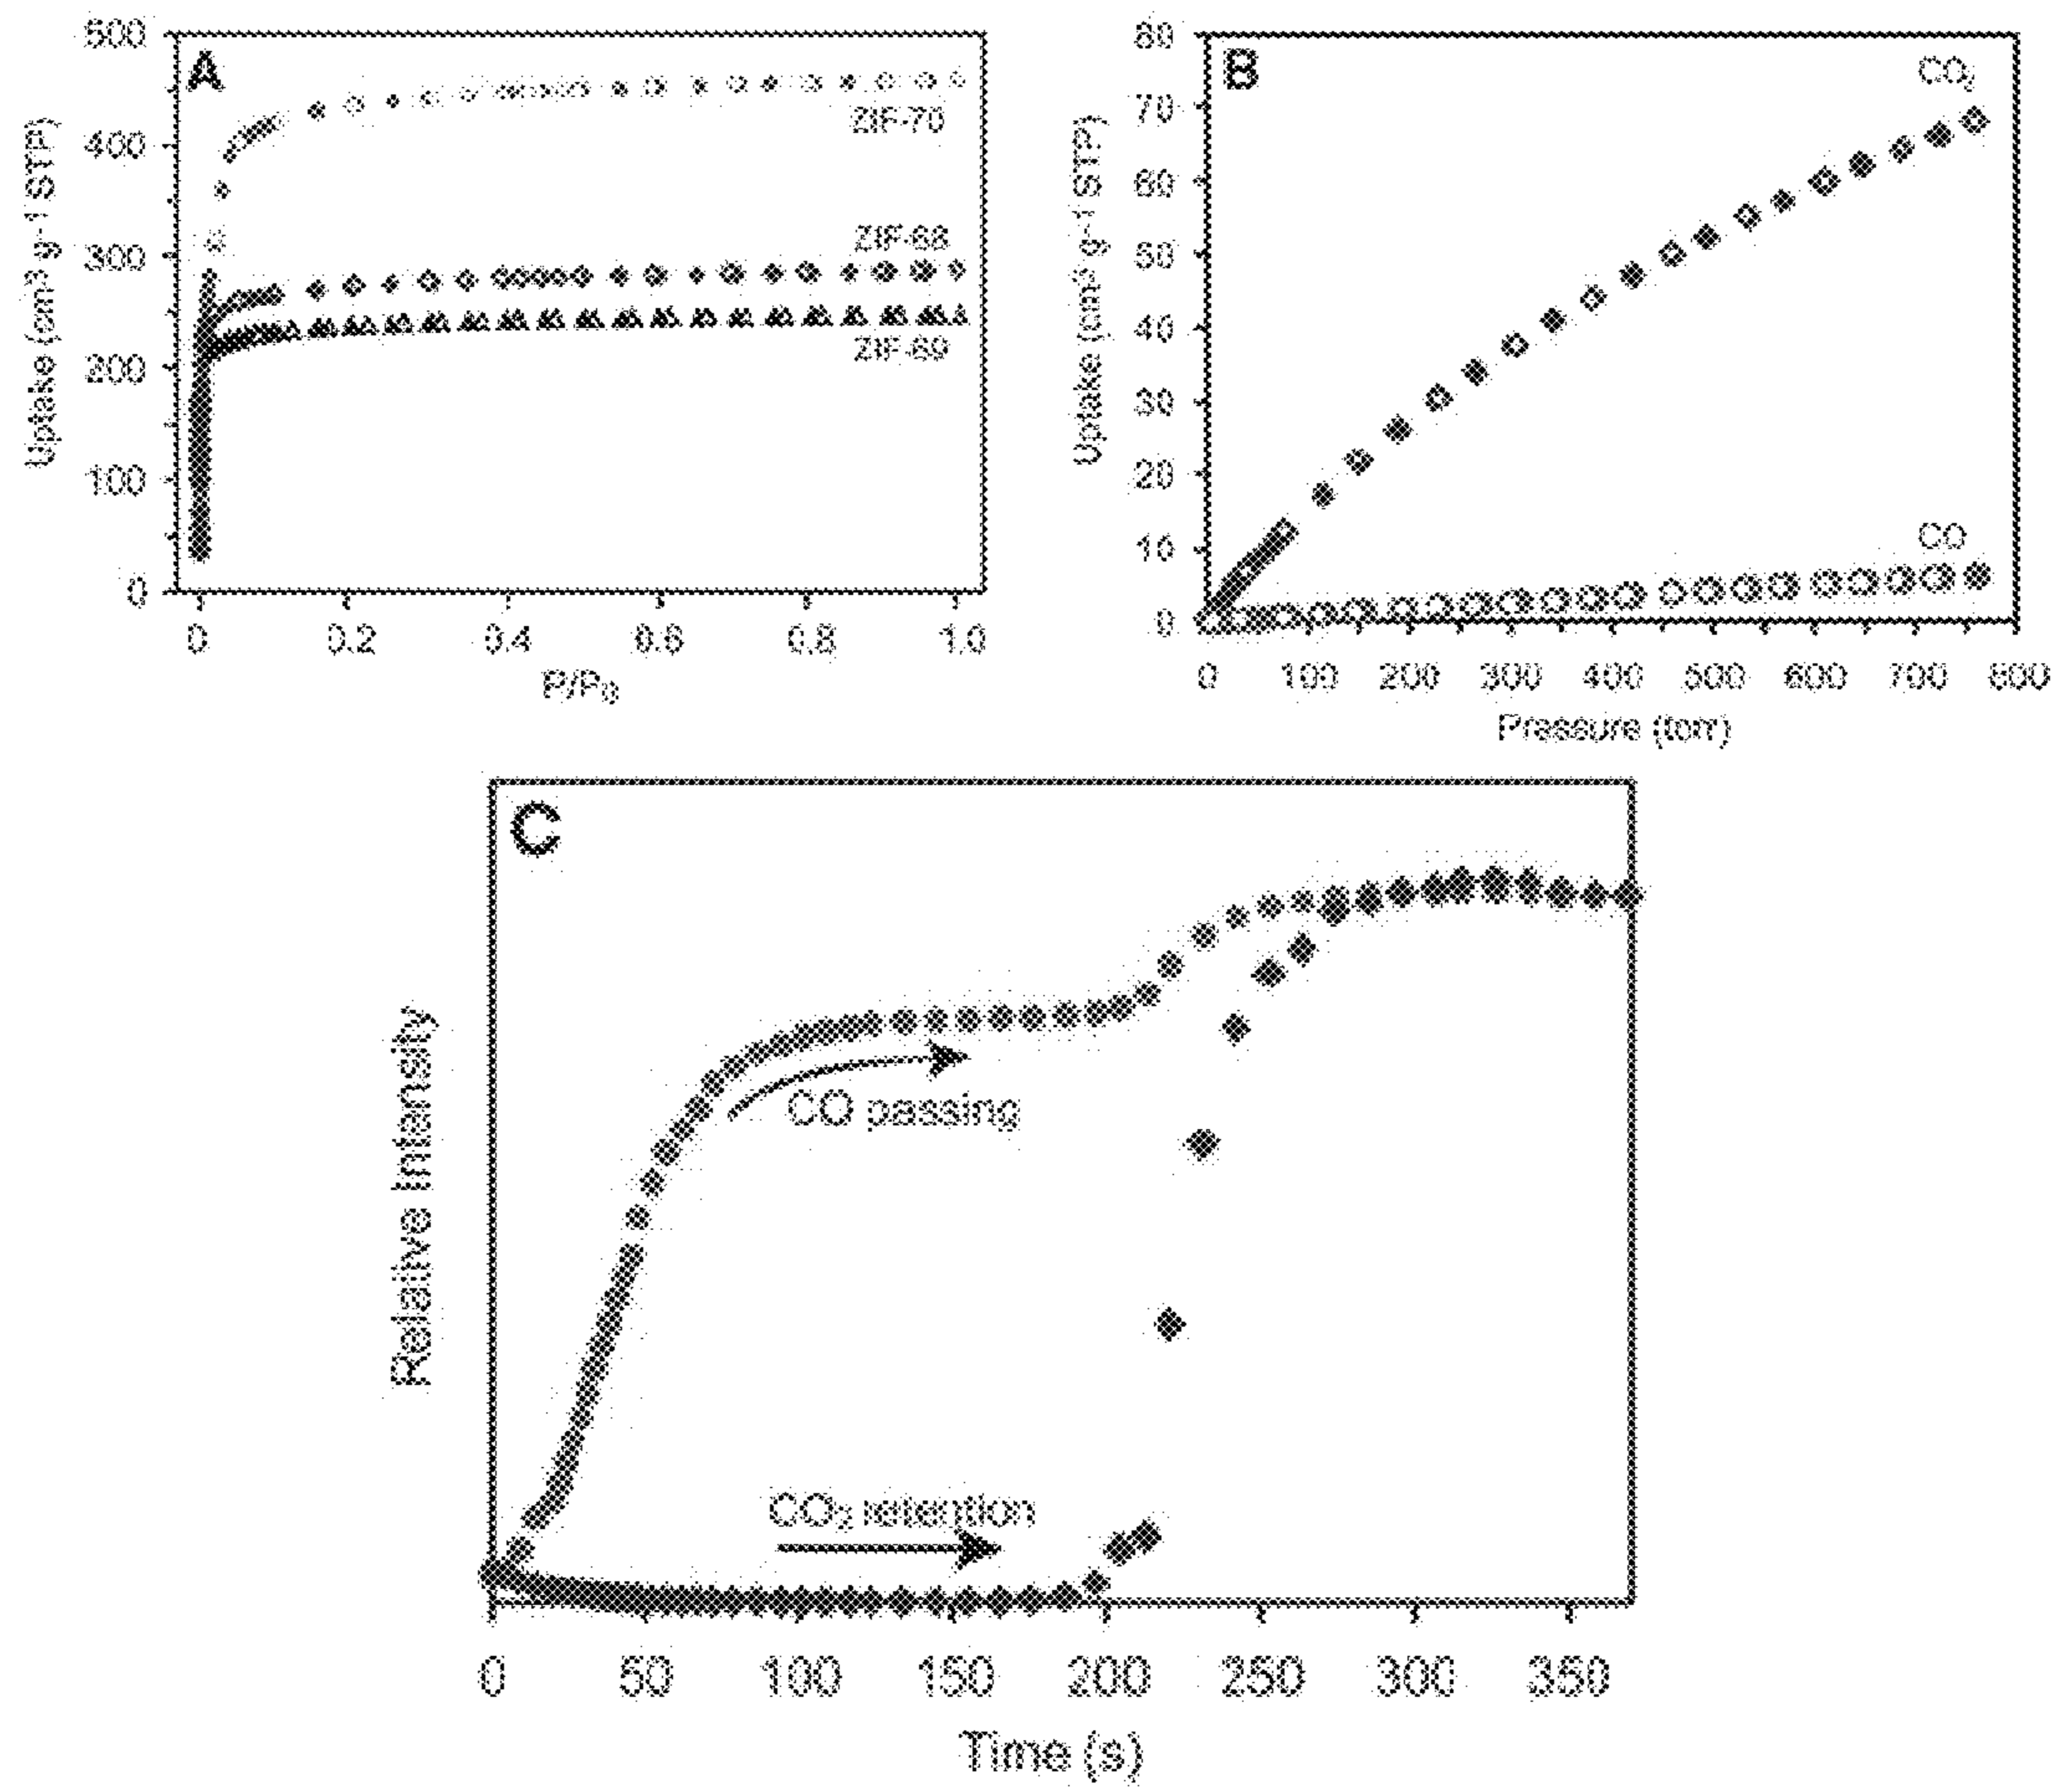 A
500
400
300
200
100
0
Uptake (cm3 g-1 STP)
ZIF-70
ZIF-68
ZIF-69
0 0.2 0.4 0.6 0.8 1.0
P/P0
B
80
70
60
50
40
30
20
10
0
Uptake (cm3 g-1 STP)
CO2
CO
0 100 200 300 400 500 600 700 800
Pressure (torr)
C
Relative Intensity
CO passing
CO2 retention
0 50 100 150 200 250 300 350
Time (s)